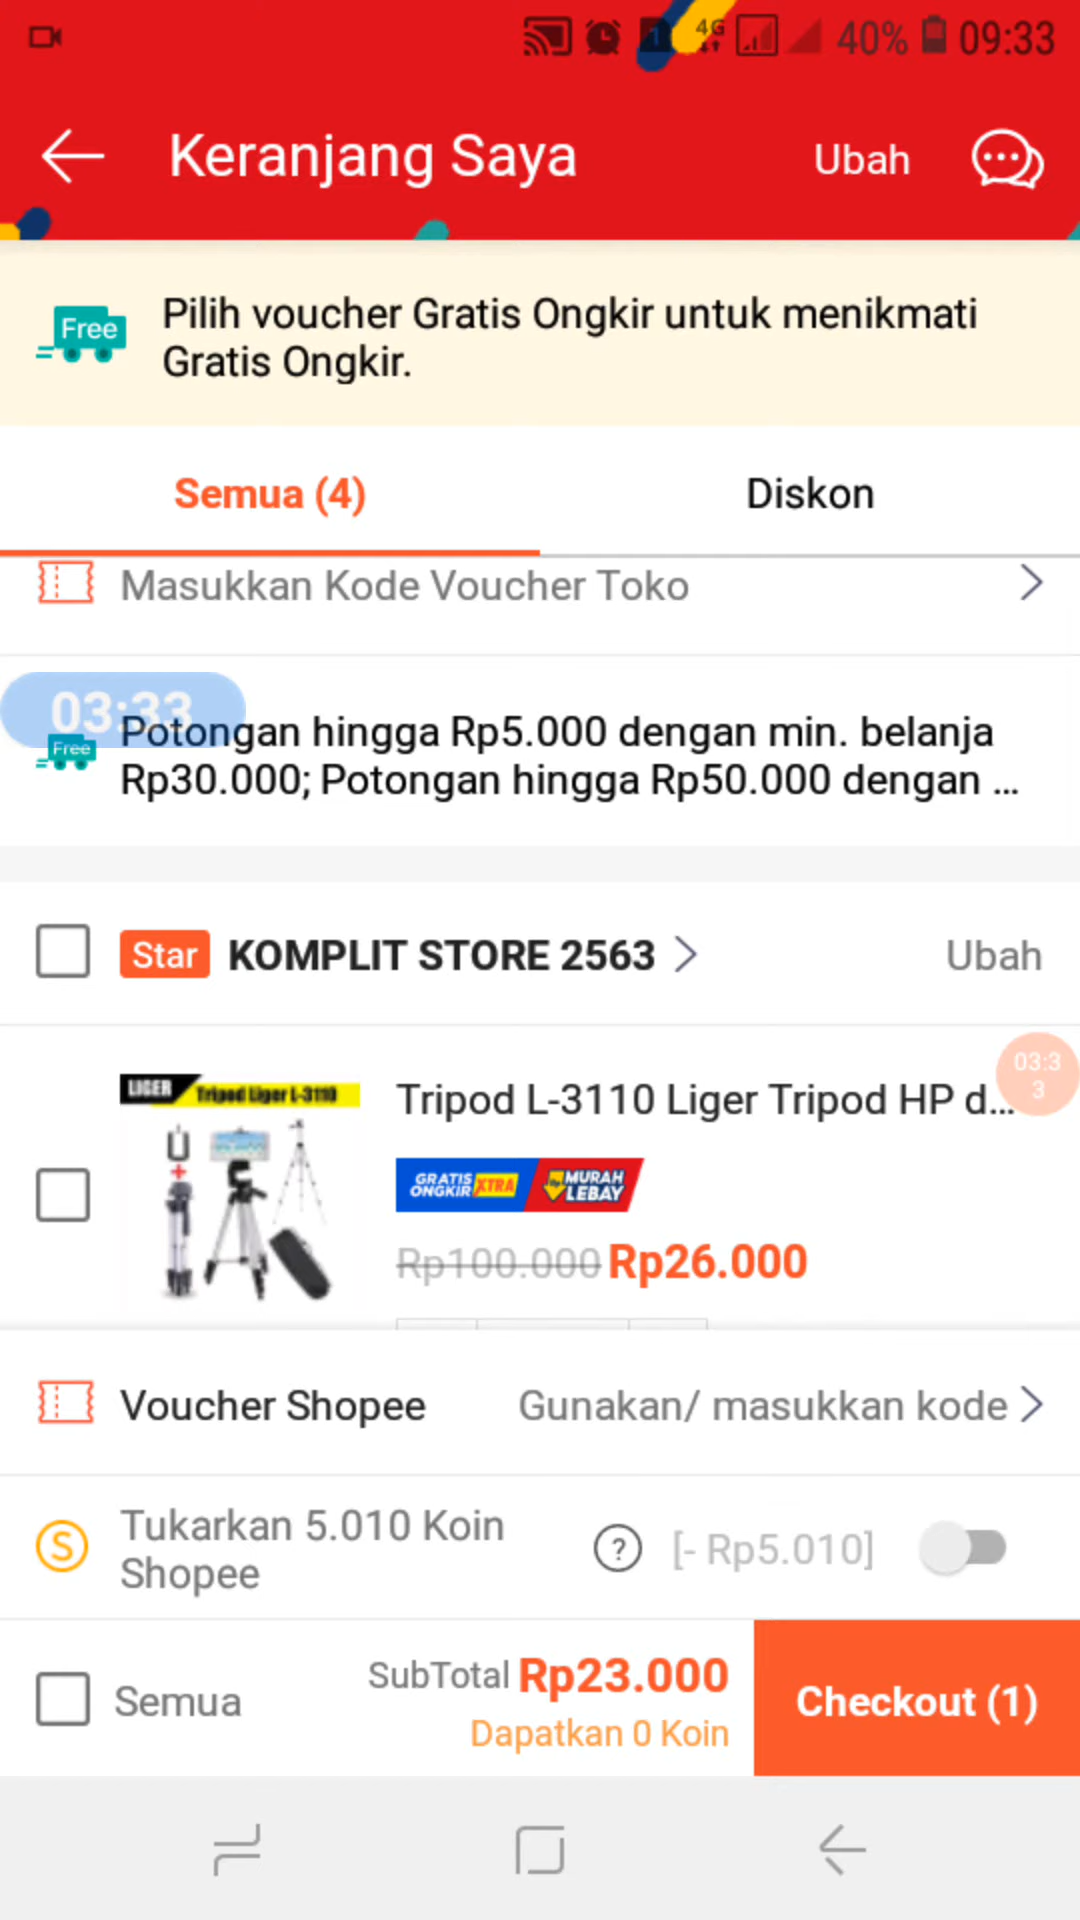 4G 40% 09:33
Keranjang Saya Ubah
Free
Pilih voucher Gratis Ongkir untuk menikmati
Gratis Ongkir.
Semua (4) Diskon
Masukkan Kode Voucher Toko
03:33
Free
Potongan hingga Rp5.000 dengan min. belanja
Rp30.000; Potongan hingga Rp50.000 dengan ...
Star KOMPLIT STORE 2563 Ubah
03:3
3
LIGER Tripod Liger L-3110
Tripod L-3110 Liger Tripod HP d...
GRATIS ONGKIR XTRA MURAH LEBAY
Rp100.000 Rp26.000
Voucher Shopee Gunakan/ masukkan kode
Tukarkan 5.010 Koin
Shopee
? [- Rp5.010]
Semua SubTotal Rp23.000
Dapatkan 0 Koin
Checkout (1)